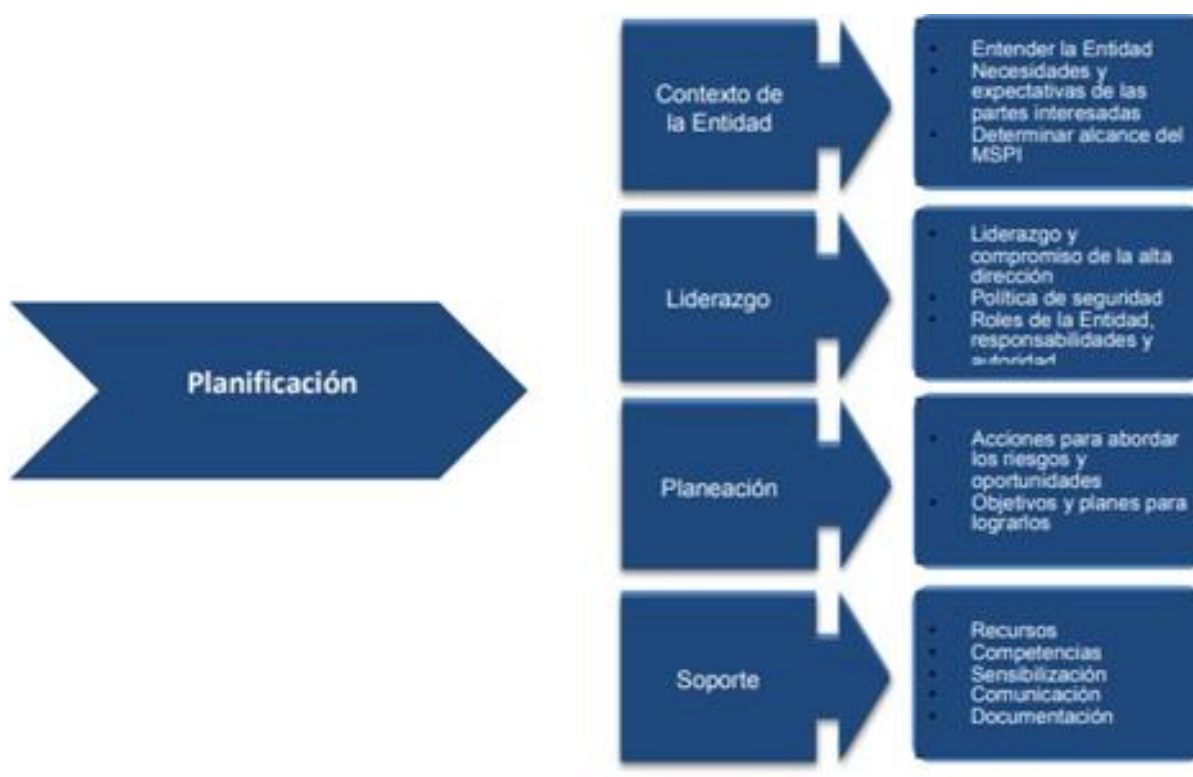 Planificación
Contexto de
la Entidad
Entender la Entidad
Necesidades y
expectativas de las
partes interesadas
Determinar alcance del
MSPI
Liderazgo
Liderazgo y
compromiso de la alta
dirección
Política de seguridad
Roles de la Entidad,
responsabilidades y
autoridad
Planeación
Acciones para abordar
los riesgos y
oportunidades
Objetivos y planes para
lograrlos
Soporte
Recursos
Competencias
Sensibilización
Comunicación
Documentación